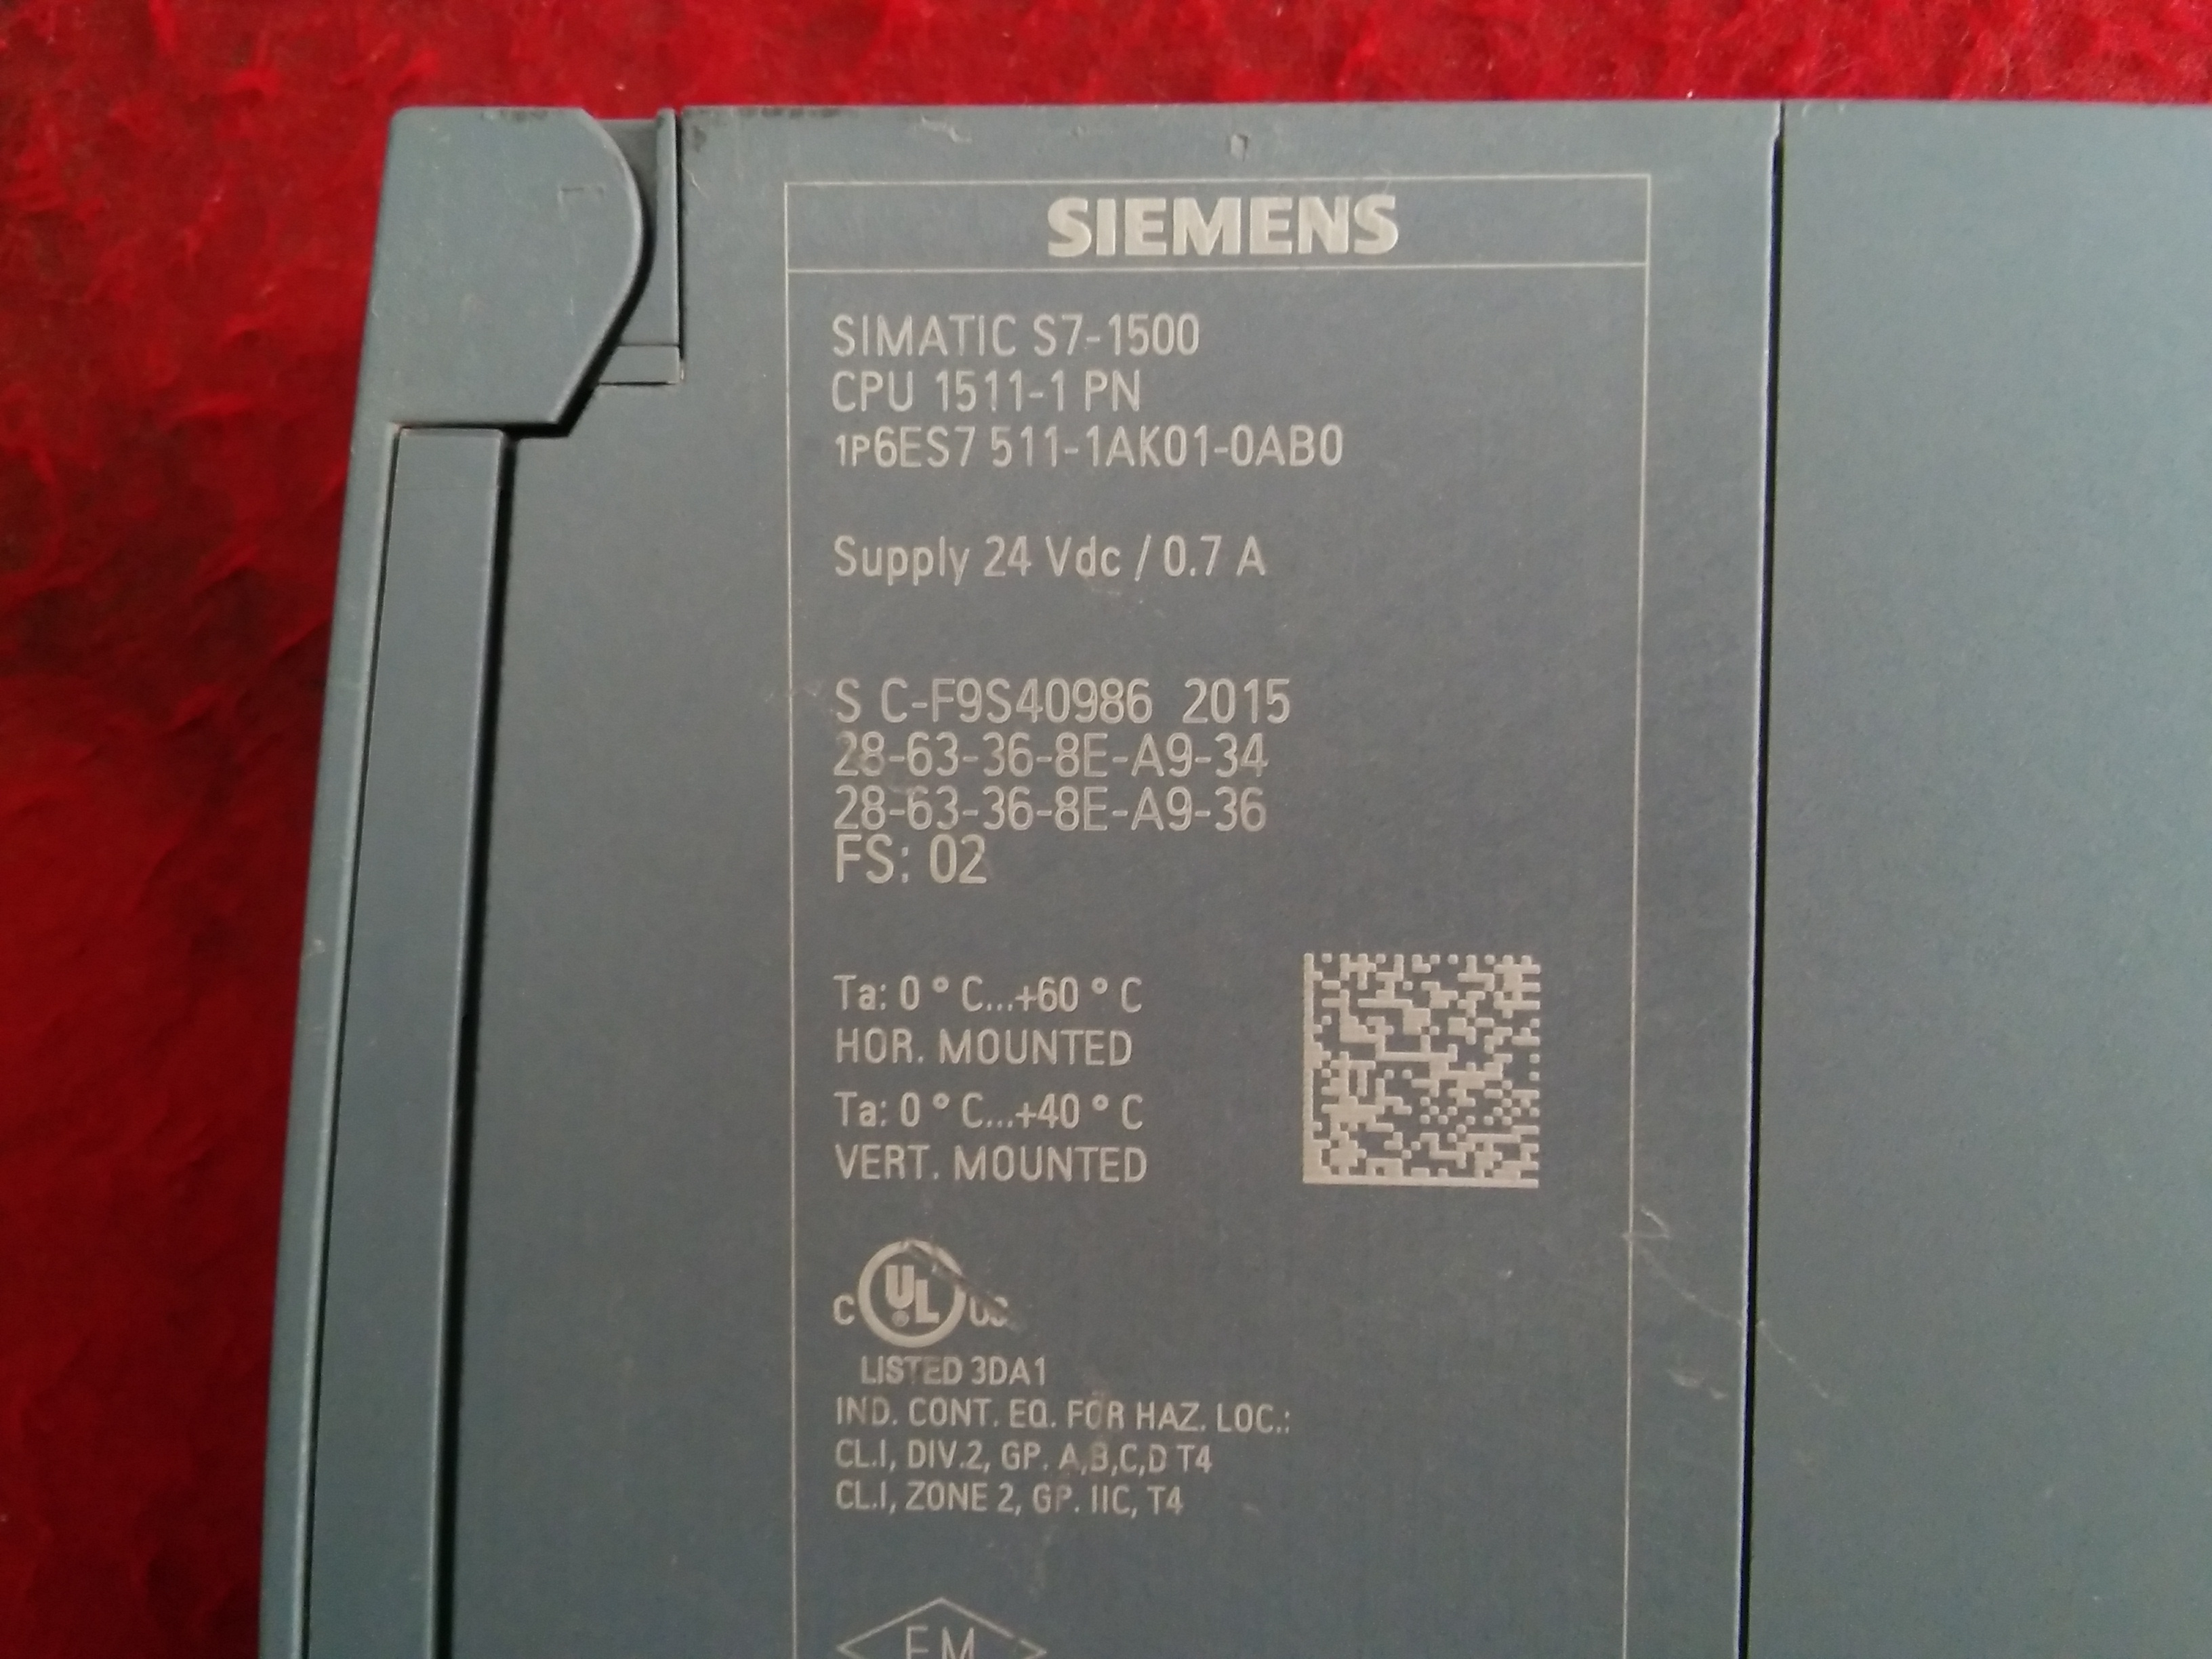 SIEMENS
SIMATIC S7-1500
CPU 1511-1 PN
1P6ES7 511-1AK01-0AB0
Supply 24 Vdc / 0.7 A
S C-F9S40986 2015
28-63-36-8E-A9-34
28-63-36-8E-A9-36
FS: 02
Ta: 0 ° C...+60 ° C
HOR. MOUNTED
Ta: 0 ° C...+40 ° C
VERT. MOUNTED
C UL ® US
LISTED 3DA1
IND. CONT. EQ. FOR HAZ. LOC.:
CL.I, DIV.2, GP. A,B,C,D T4
CL.I, ZONE 2, GP. IIC, T4
FM